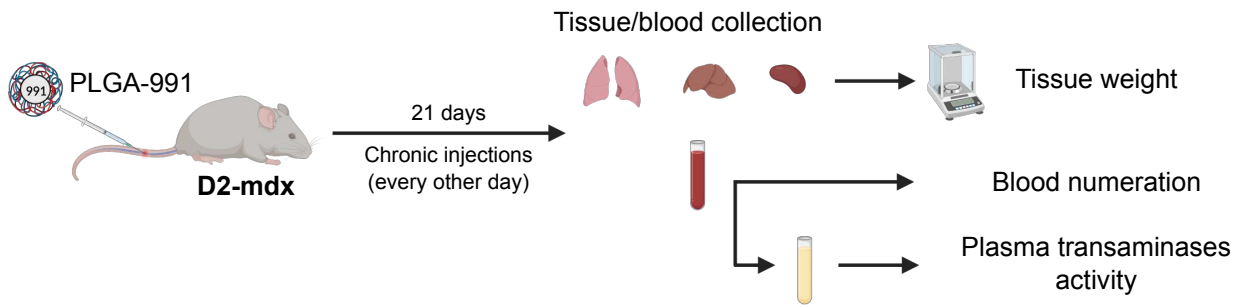 Tissue/blood collection
991
PLGA-991
Tissue weight
21 days
Chronic injections
(every other day)
D2-mdx
Blood numeration
Plasma transaminases
activity